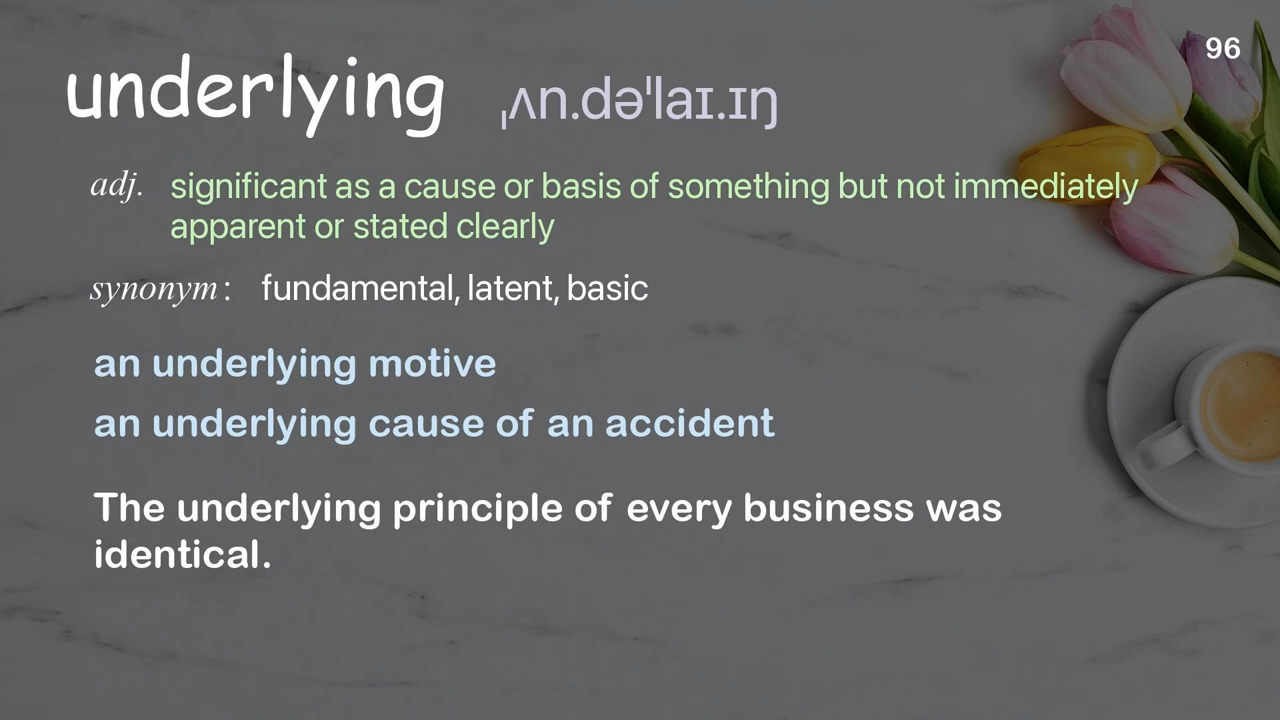 96
underlying ˌʌn.dəˈlaɪ.ɪŋ
adj. significant as a cause or basis of something but not immediately
apparent or stated clearly
synonym: fundamental, latent, basic
an underlying motive
an underlying cause of an accident
The underlying principle of every business was
identical.